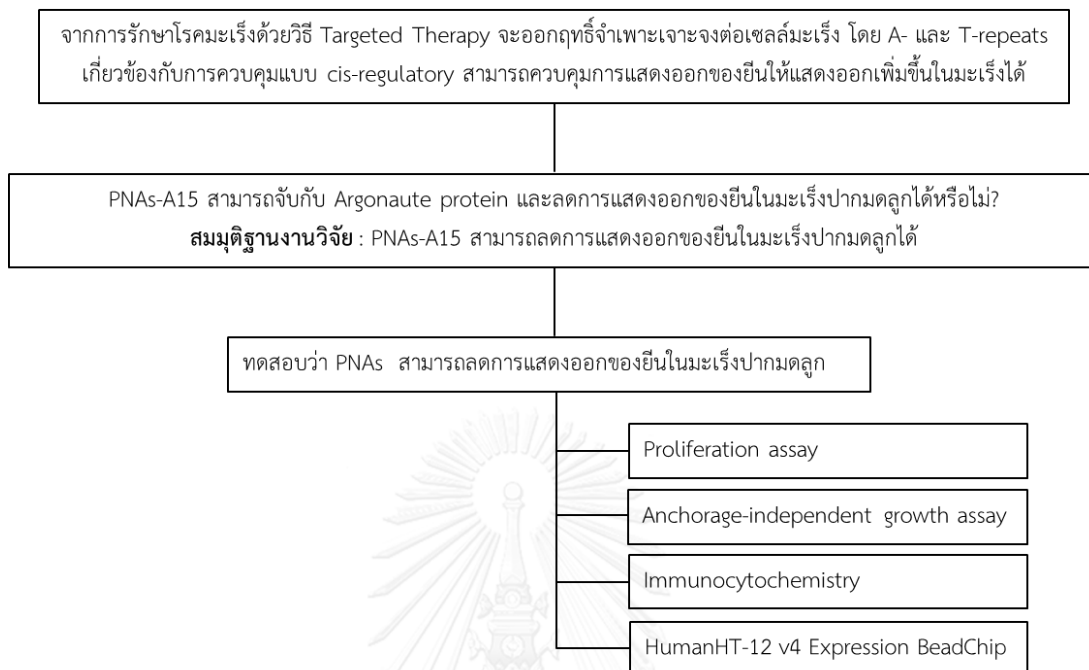 จากการรักษาโรคมะเร็งด้วยวิธี Targeted Therapy จะออกฤทธิ์จำเพาะเจาะจงต่อเซลล์มะเร็ง โดย A- และ T-repeats
เกี่ยวข้องกับการควบคุมแบบ cis-regulatory สามารถควบคุมการแสดงออกของยีนให้แสดงออกเพิ่มขึ้นในมะเร็งได้
PNAs-A15 สามารถจับกับ Argonaute protein และลดการแสดงออกของยีนในมะเร็งปากมดลูกได้หรือไม่?
สมมุติฐานงานวิจัย : PNAs-A15 สามารถลดการแสดงออกของยีนในมะเร็งปากมดลูกได้
ทดสอบว่า PNAs สามารถลดการแสดงออกของยีนในมะเร็งปากมดลูก
Proliferation assay
Anchorage-independent growth assay
Immunocytochemistry
HumanHT-12 v4 Expression BeadChip